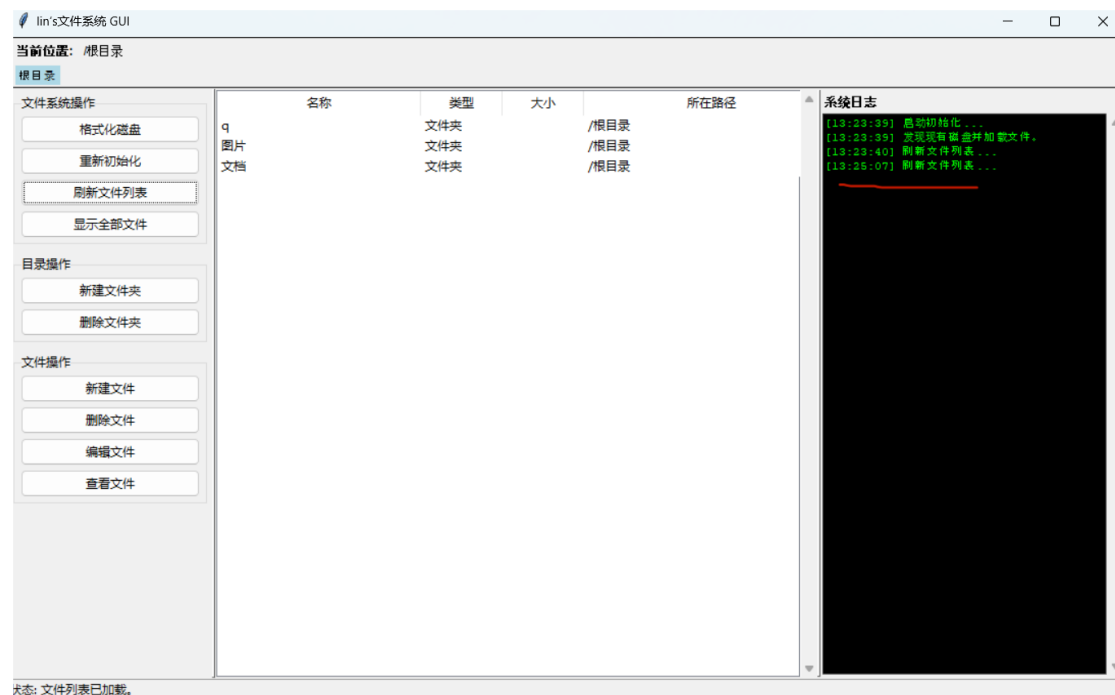 lin's文件系统 GUI
当前位置: /根目录
根目录
文件系统操作
格式化磁盘
重新初始化
刷新文件列表
显示全部文件
目录操作
新建文件夹
删除文件夹
文件操作
新建文件
删除文件
编辑文件
查看文件
名称 类型 大小 所在路径
q 文件夹 /根目录
图片 文件夹 /根目录
文档 文件夹 /根目录
系统日志
[13:23:39] 启动初始化...
[13:23:39] 发现现有磁盘并加载文件.
[13:23:40] 刷新文件列表...
[13:25:07] 刷新文件列表...
状态: 文件列表已加载。